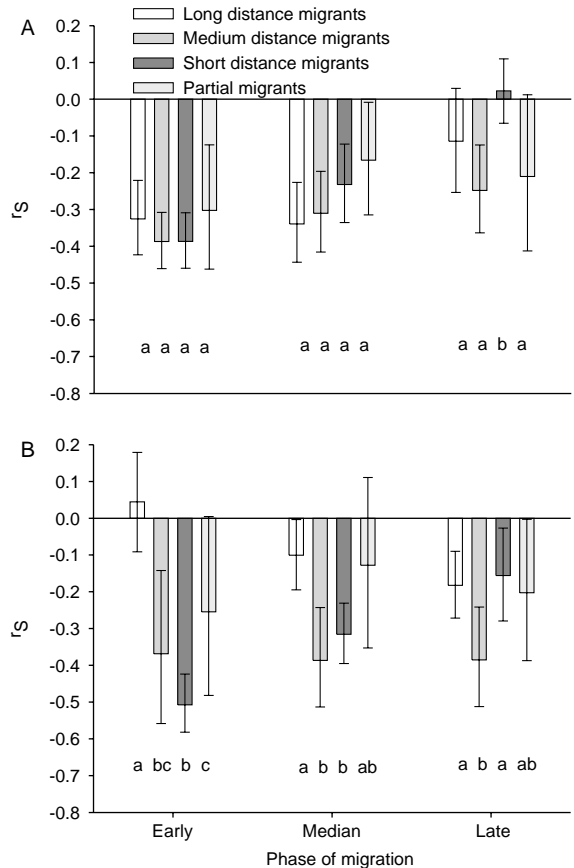 A
Long distance migrants
Medium distance migrants
Short distance migrants
Partial migrants
0.2
0.1
0.0
-0.1
-0.2
-0.3
-0.4
-0.5
-0.6
-0.7
-0.8
rS
a a a a
a a a a
a a b a
B
0.2
0.1
0.0
-0.1
-0.2
-0.3
-0.4
-0.5
-0.6
-0.7
-0.8
rS
a bc b c
a b b ab
a b a ab
Early Median Late
Phase of migration